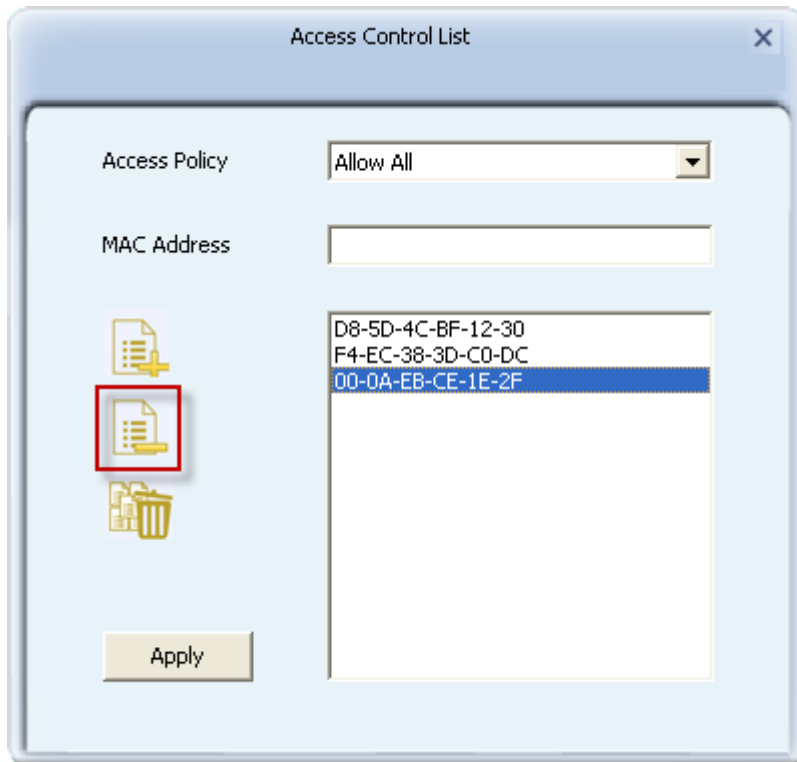 Access Control List
Access Policy
Allow All
MAC Address
D8-5D-4C-BF-12-30
F4-EC-38-3D-C0-DC
00-0A-EB-CE-1E-2F
Apply